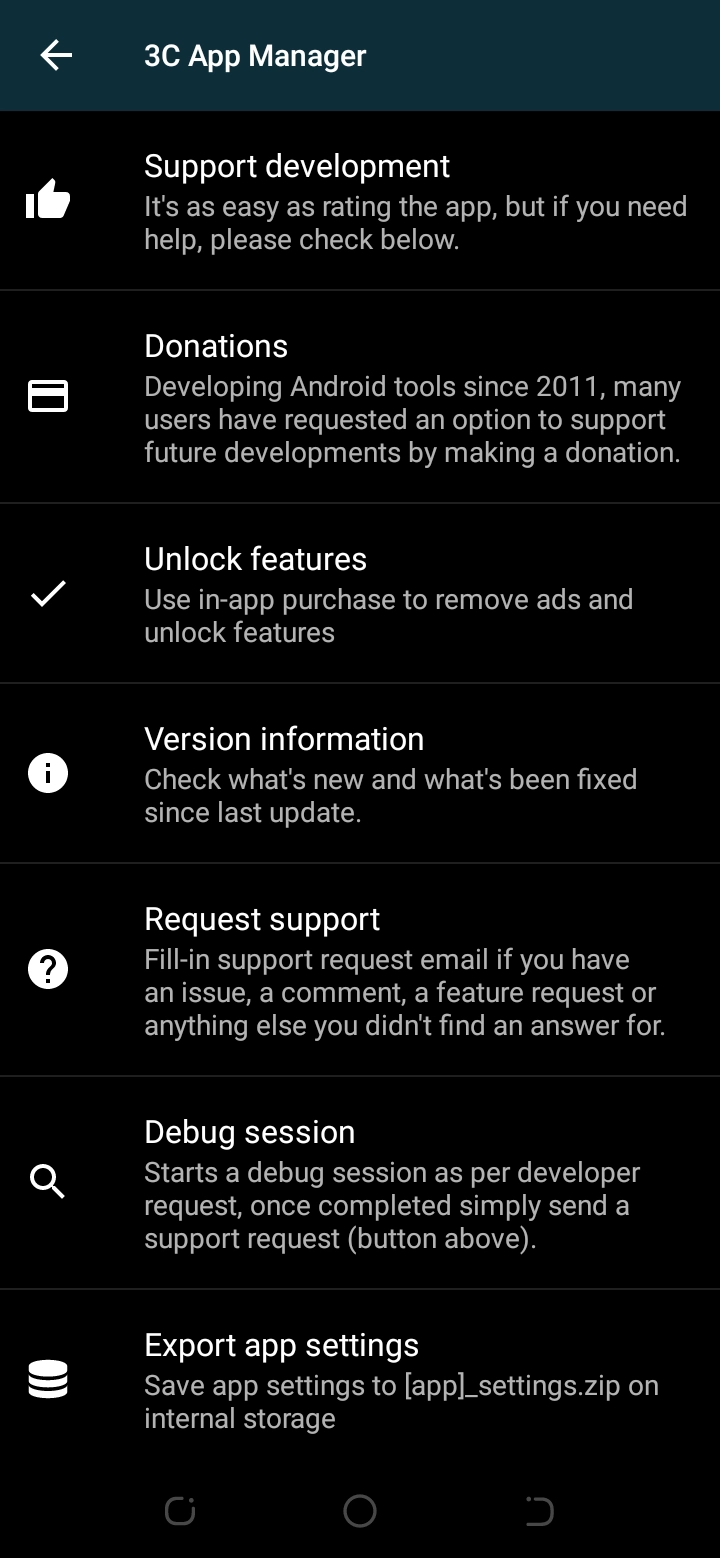 3C App Manager
Support development
It's as easy as rating the app, but if you need
help, please check below.
Donations
Developing Android tools since 2011, many
users have requested an option to support
future developments by making a donation.
Unlock features
Use in-app purchase to remove ads and
unlock features
Version information
Check what's new and what's been fixed
since last update.
Request support
Fill-in support request email if you have
an issue, a comment, a feature request or
anything else you didn't find an answer for.
Debug session
Starts a debug session as per developer
request, once completed simply send a
support request (button above).
Export app settings
Save app settings to [app]_settings.zip on
internal storage